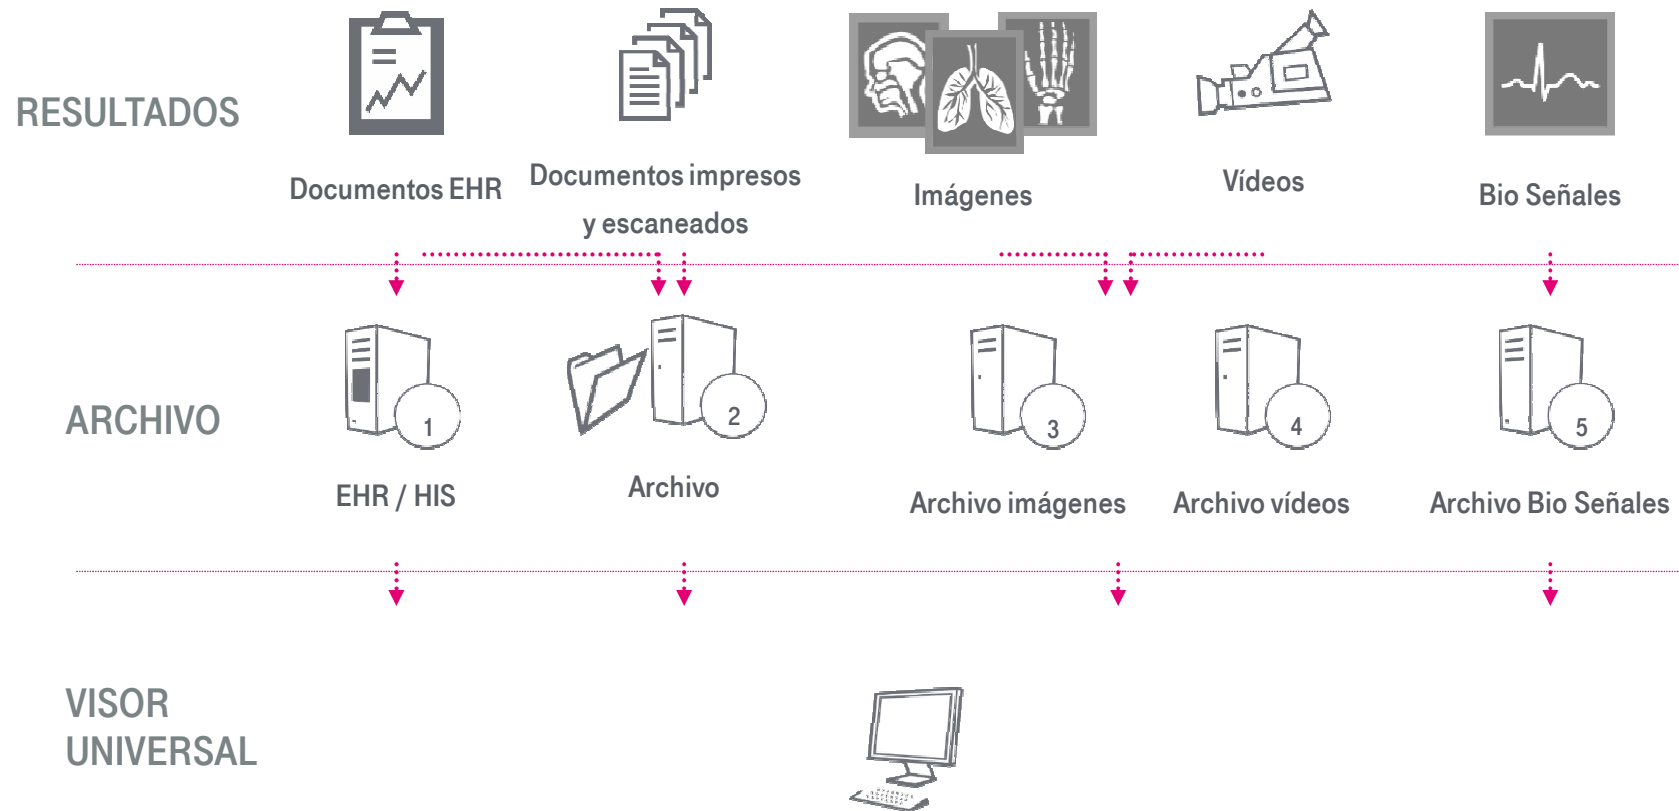 RESULTADOS
Documentos EHR
Documentos impresos
y escaneados
Imágenes
Vídeos
Bio Señales
ARCHIVO
1
2
3
4
5
EHR / HIS
Archivo
Archivo imágenes
Archivo vídeos
Archivo Bio Señales
VISOR
UNIVERSAL